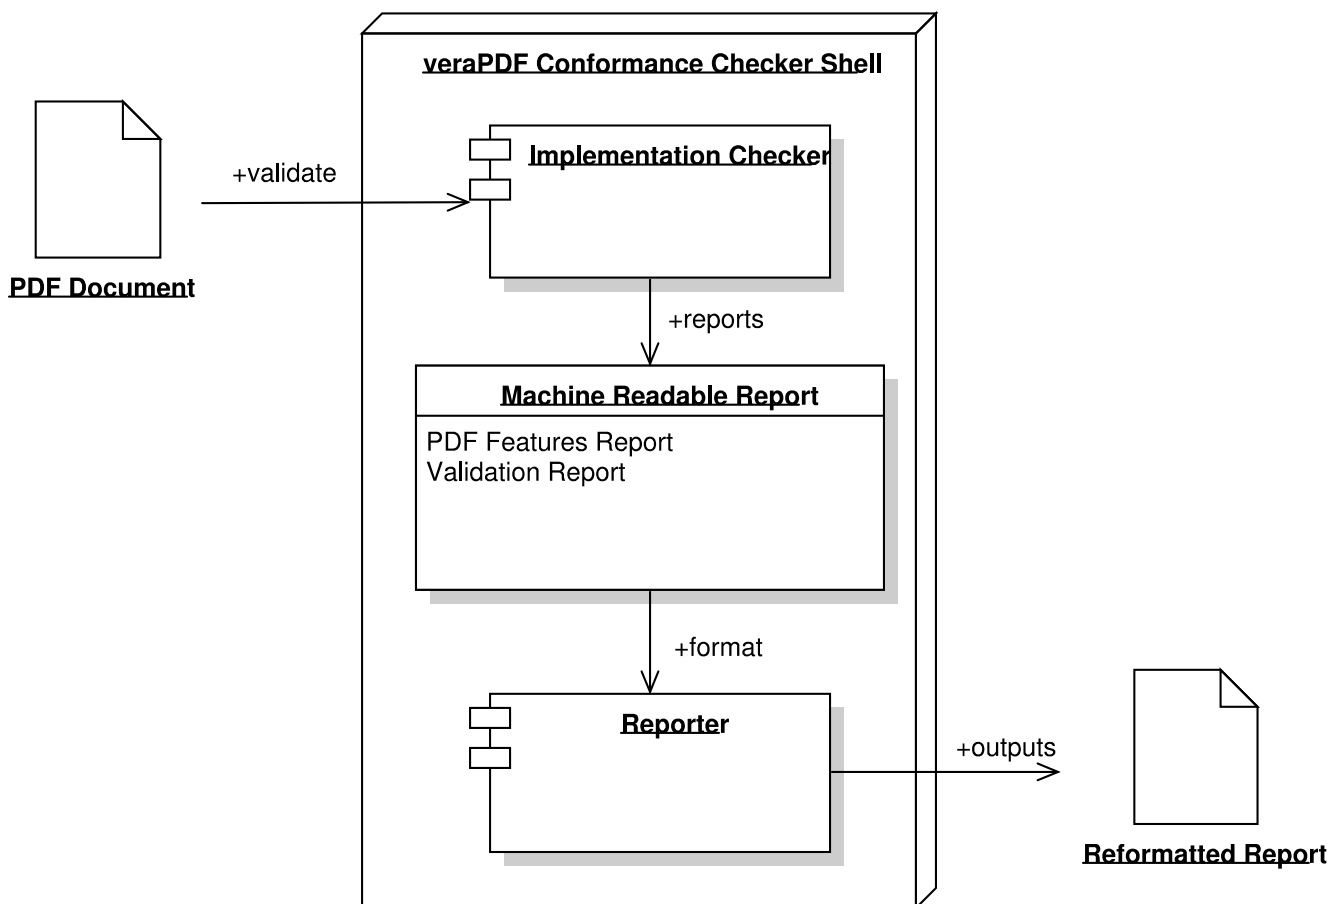 veraPDF Conformance Checker Shell
Implementation Checker
+validate
PDF Document
+reports
Machine Readable Report
PDF Features Report
Validation Report
+format
Reporter
+outputs
Reformatted Report